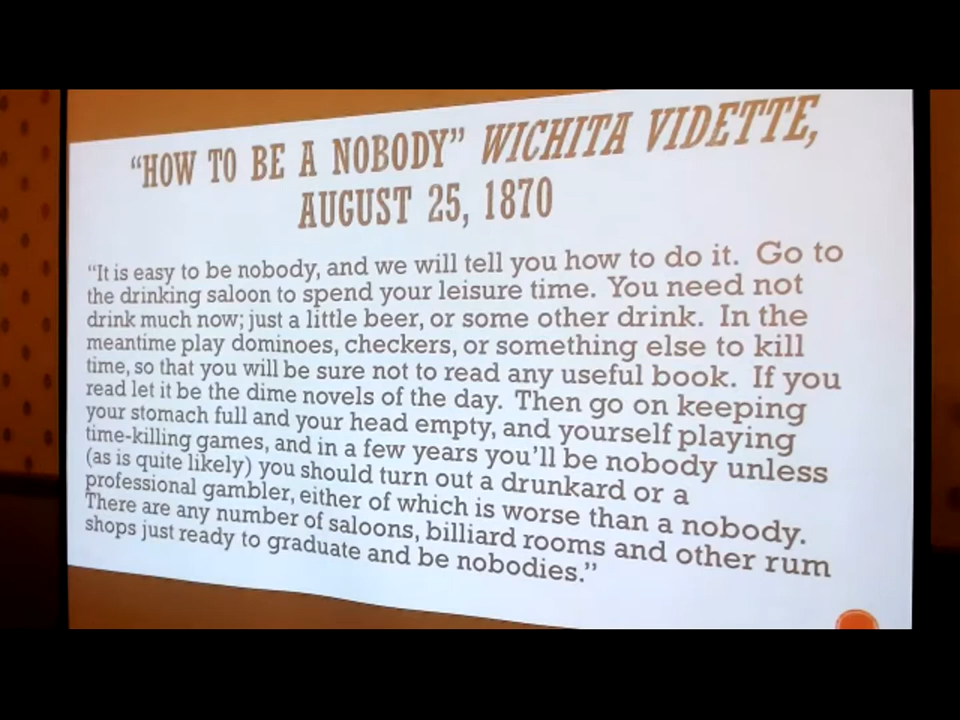 “HOW TO BE A NOBODY” WICHITA VIDETTE,
AUGUST 25, 1870
“It is easy to be nobody, and we will tell you how to do it. Go to
the drinking saloon to spend your leisure time. You need not
drink much now; just a little beer, or some other drink. In the
meantime play dominoes, checkers, or something else to kill
time, so that you will be sure not to read any useful book. If you
read let it be the dime novels of the day. Then go on keeping
your stomach full and your head empty, and yourself playing
time-killing games, and in a few years you’ll be nobody unless
(as is quite likely) you should turn out a drunkard or a
professional gambler, either of which is worse than a nobody.
There are any number of saloons, billiard rooms and other rum
shops just ready to graduate and be nobodies.”